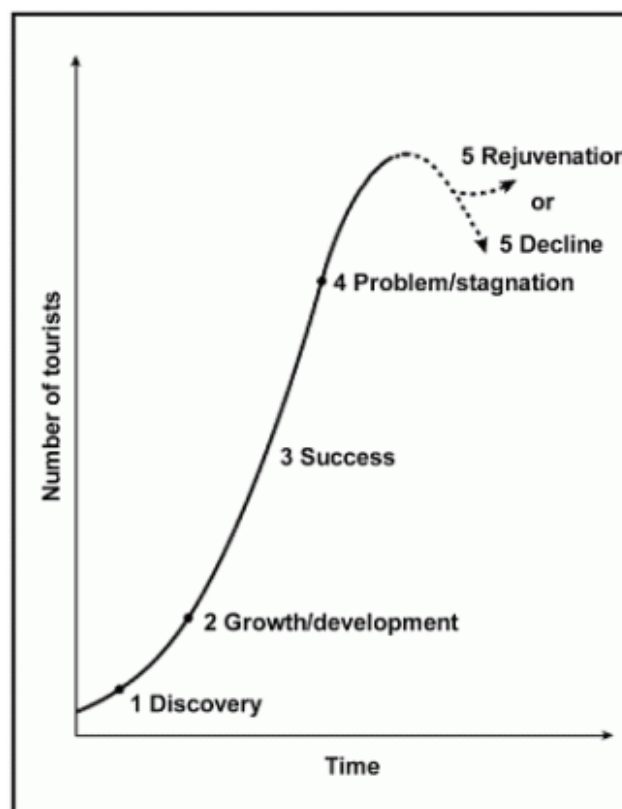 5 Rejuvenation
or
5 Decline
4 Problem/stagnation
3 Success
2 Growth/development
1 Discovery
Number of tourists
Time